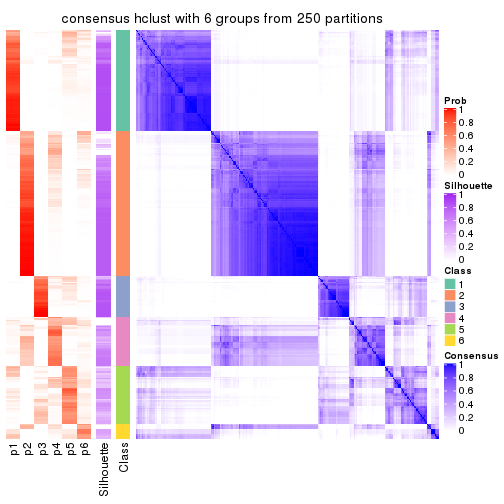 consensus hclust with 6 groups from 250 partitions
Prob
1
0.8
0.6
0.4
0.2
0
Silhouette
1
0.8
0.6
0.4
0.2
0
Class
1
2
3
4
5
6
Consensus
1
0.8
0.6
0.4
0.2
0
p1
p2
p3
p4
p5
p6
Silhouette
Class